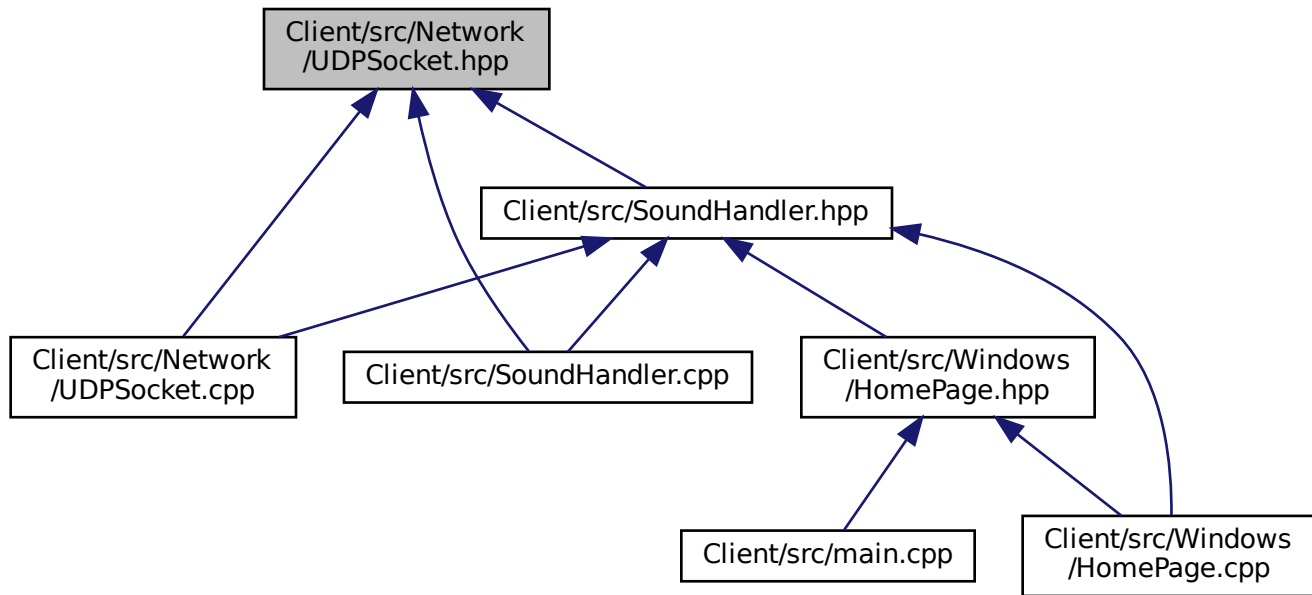 Client/src/Network
/UDPSocket.hpp
Client/src/SoundHandler.hpp
Client/src/Network
/UDPSocket.cpp
Client/src/SoundHandler.cpp
Client/src/Windows
/HomePage.hpp
Client/src/main.cpp
Client/src/Windows
/HomePage.cpp